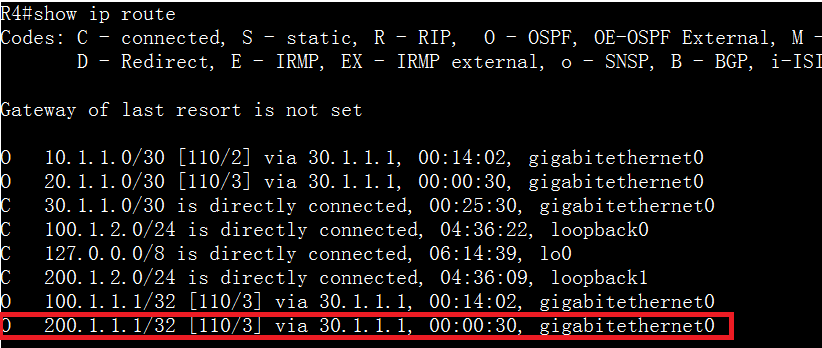 R4#show ip route
Codes: C - connected, S - static, R - RIP,  O - OSPF, OE-OSPF External, M -
D - Redirect, E - IRMP, EX - IRMP external, o - SNSP, B - BGP, i-ISI
Gateway of last resort is not set
O   10.1.1.0/30 [110/2] via 30.1.1.1, 00:14:02, gigabitethernet0
O   20.1.1.0/30 [110/3] via 30.1.1.1, 00:00:30, gigabitethernet0
C   30.1.1.0/30 is directly connected, 00:25:30, gigabitethernet0
C   100.1.2.0/24 is directly connected, 04:36:22, loopback0
C   127.0.0.0/8 is directly connected, 06:14:39, lo0
C   200.1.2.0/24 is directly connected, 04:36:09, loopback1
O   100.1.1.1/32 [110/3] via 30.1.1.1, 00:14:02, gigabitethernet0
O   200.1.1.1/32 [110/3] via 30.1.1.1, 00:00:30, gigabitethernet0